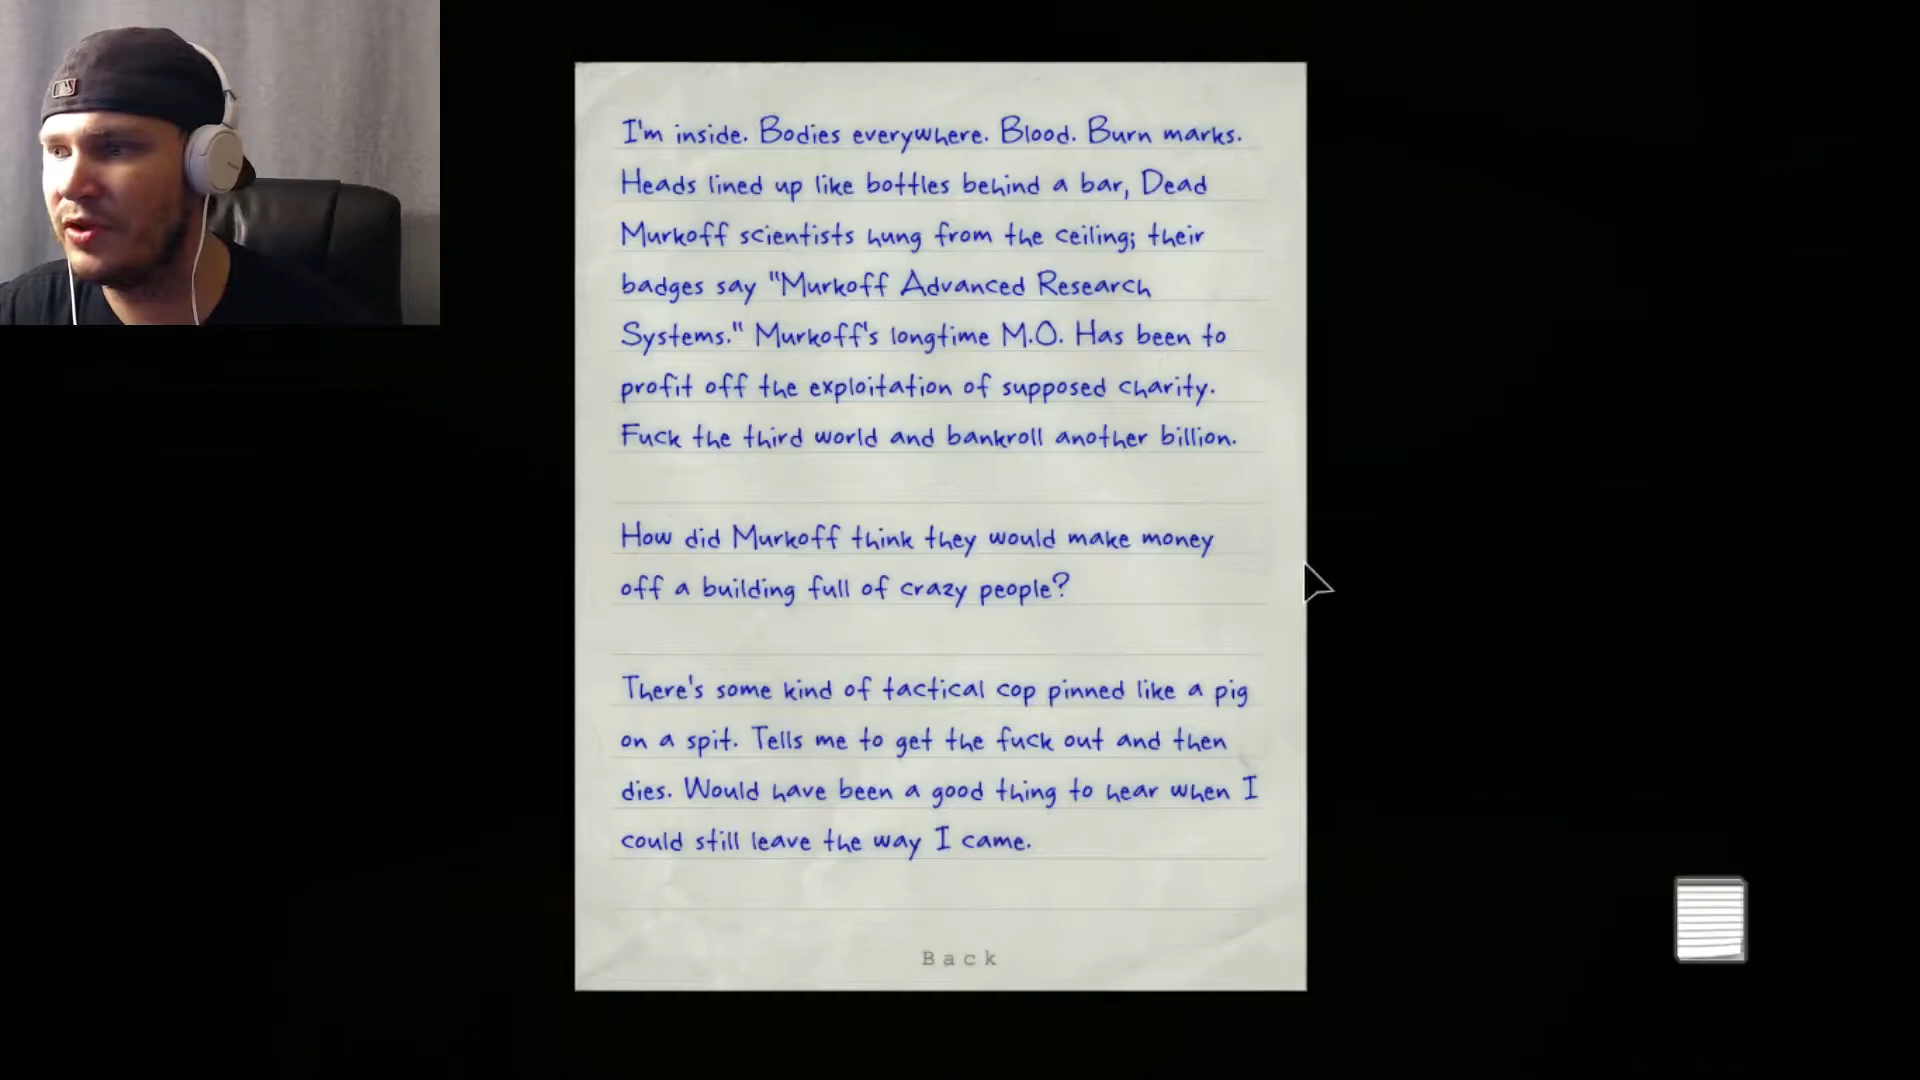 I'm inside. Bodies everywhere. Blood. Burn marks.
Heads lined up like bottles behind a bar, Dead
Murkoff scientists hung from the ceiling; their
badges say "Murkoff Advanced Research
Systems." Murkoff's longtime M.O. Has been to
profit off the exploitation of supposed charity.
Fuck the third world and bankroll another billion.
How did Murkoff think they would make money
off a building full of crazy people?
There's some kind of tactical cop pinned like a pig
on a spit. Tells me to get the fuck out and then
dies. Would have been a good thing to hear when I
could still leave the way I came.
Back